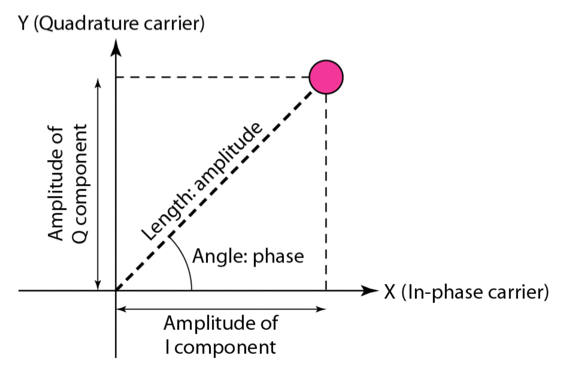 Y (Quadrature carrier)
Amplitude of
Q component
Length: amplitude
Angle: phase
X (In-phase carrier)
Amplitude of
I component